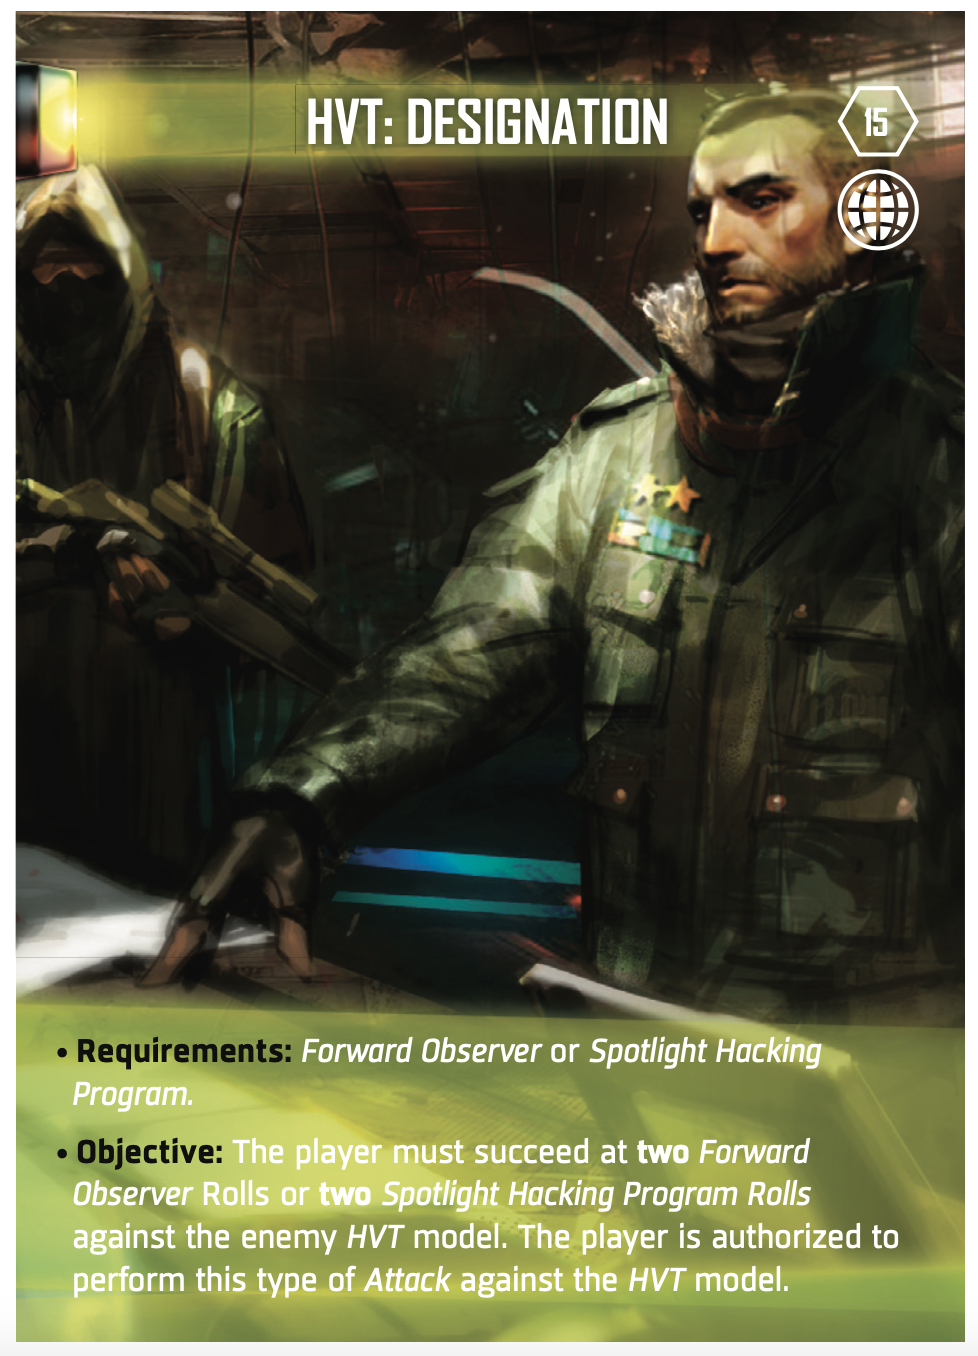 HVT: DESIGNATION
15
• Requirements: Forward Observer or Spotlight Hacking
Program.
• Objective: The player must succeed at two Forward
Observer Rolls or two Spotlight Hacking Program Rolls
against the enemy HVT model. The player is authorized to
perform this type of Attack against the HVT model.